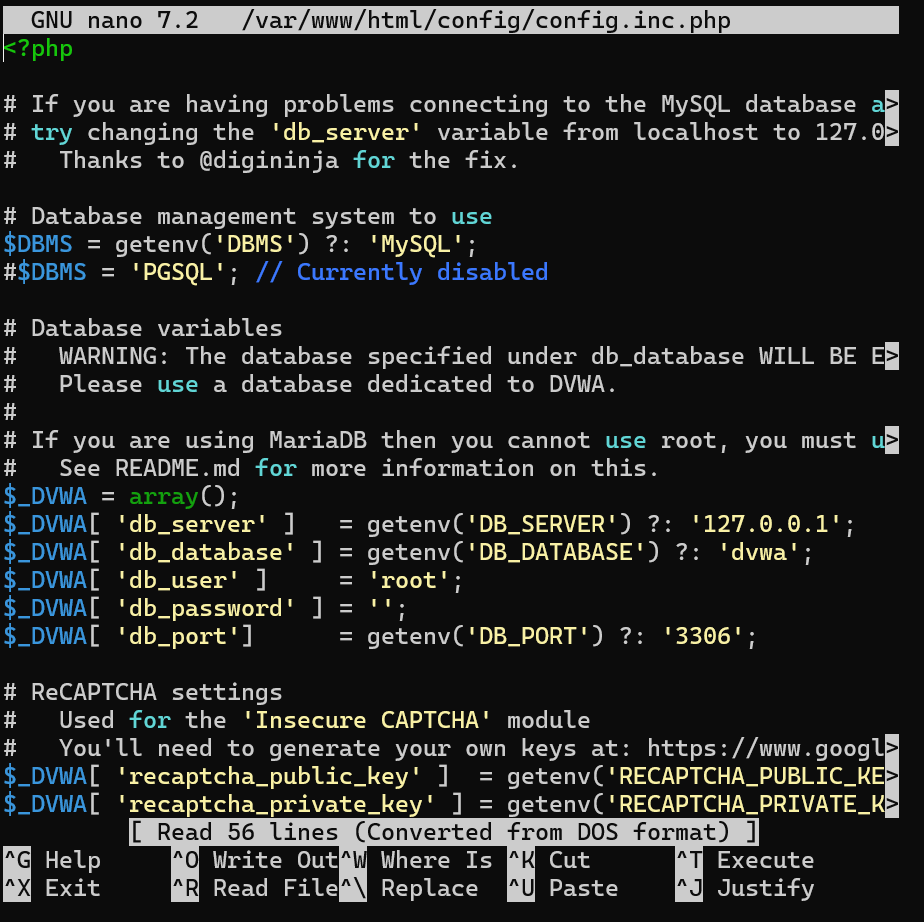 GNU nano 7.2   /var/www/html/config/config.inc.php
<?php
# If you are having problems connecting to the MySQL database a>
# try changing the 'db_server' variable from localhost to 127.0>
#   Thanks to @digininja for the fix.
# Database management system to use
$DBMS = getenv('DBMS') ?: 'MySQL';
#$DBMS = 'PGSQL'; // Currently disabled
# Database variables
#   WARNING: The database specified under db_database WILL BE E>
#   Please use a database dedicated to DVWA.
#
# If you are using MariaDB then you cannot use root, you must u>
#   See README.md for more information on this.
$_DVWA = array();
$_DVWA[ 'db_server' ]   = getenv('DB_SERVER') ?: '127.0.0.1';
$_DVWA[ 'db_database' ] = getenv('DB_DATABASE') ?: 'dvwa';
$_DVWA[ 'db_user' ]     = 'root';
$_DVWA[ 'db_password' ] = '';
$_DVWA[ 'db_port']      = getenv('DB_PORT') ?: '3306';
# ReCAPTCHA settings
#   Used for the 'Insecure CAPTCHA' module
#   You'll need to generate your own keys at: https://www.googl>
$_DVWA[ 'recaptcha_public_key' ]  = getenv('RECAPTCHA_PUBLIC_KE>
$_DVWA[ 'recaptcha_private_key' ] = getenv('RECAPTCHA_PRIVATE_K>
[ Read 56 lines (Converted from DOS format) ]
^G Help     ^O Write Out^W Where Is ^K Cut      ^T Execute
^X Exit     ^R Read File^\ Replace  ^U Paste    ^J Justify